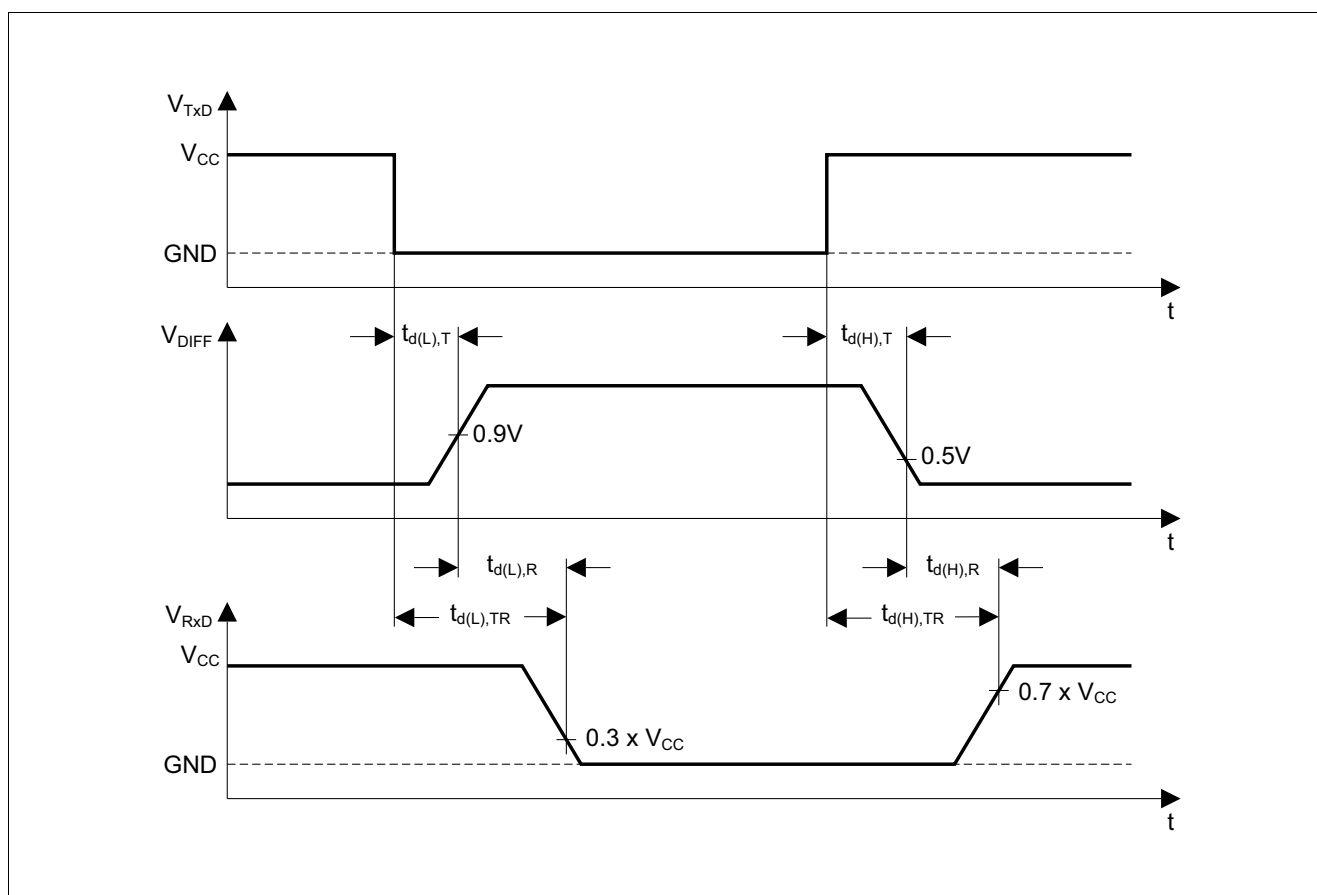 V_TxD
V_CC
GND
t
V_DIFF
t_d(L),T
t_d(H),T
0.9V
0.5V
t
t_d(L),R
t_d(H),R
V_RxD
t_d(L),TR
t_d(H),TR
V_CC
0.7 x V_CC
0.3 x V_CC
GND
t